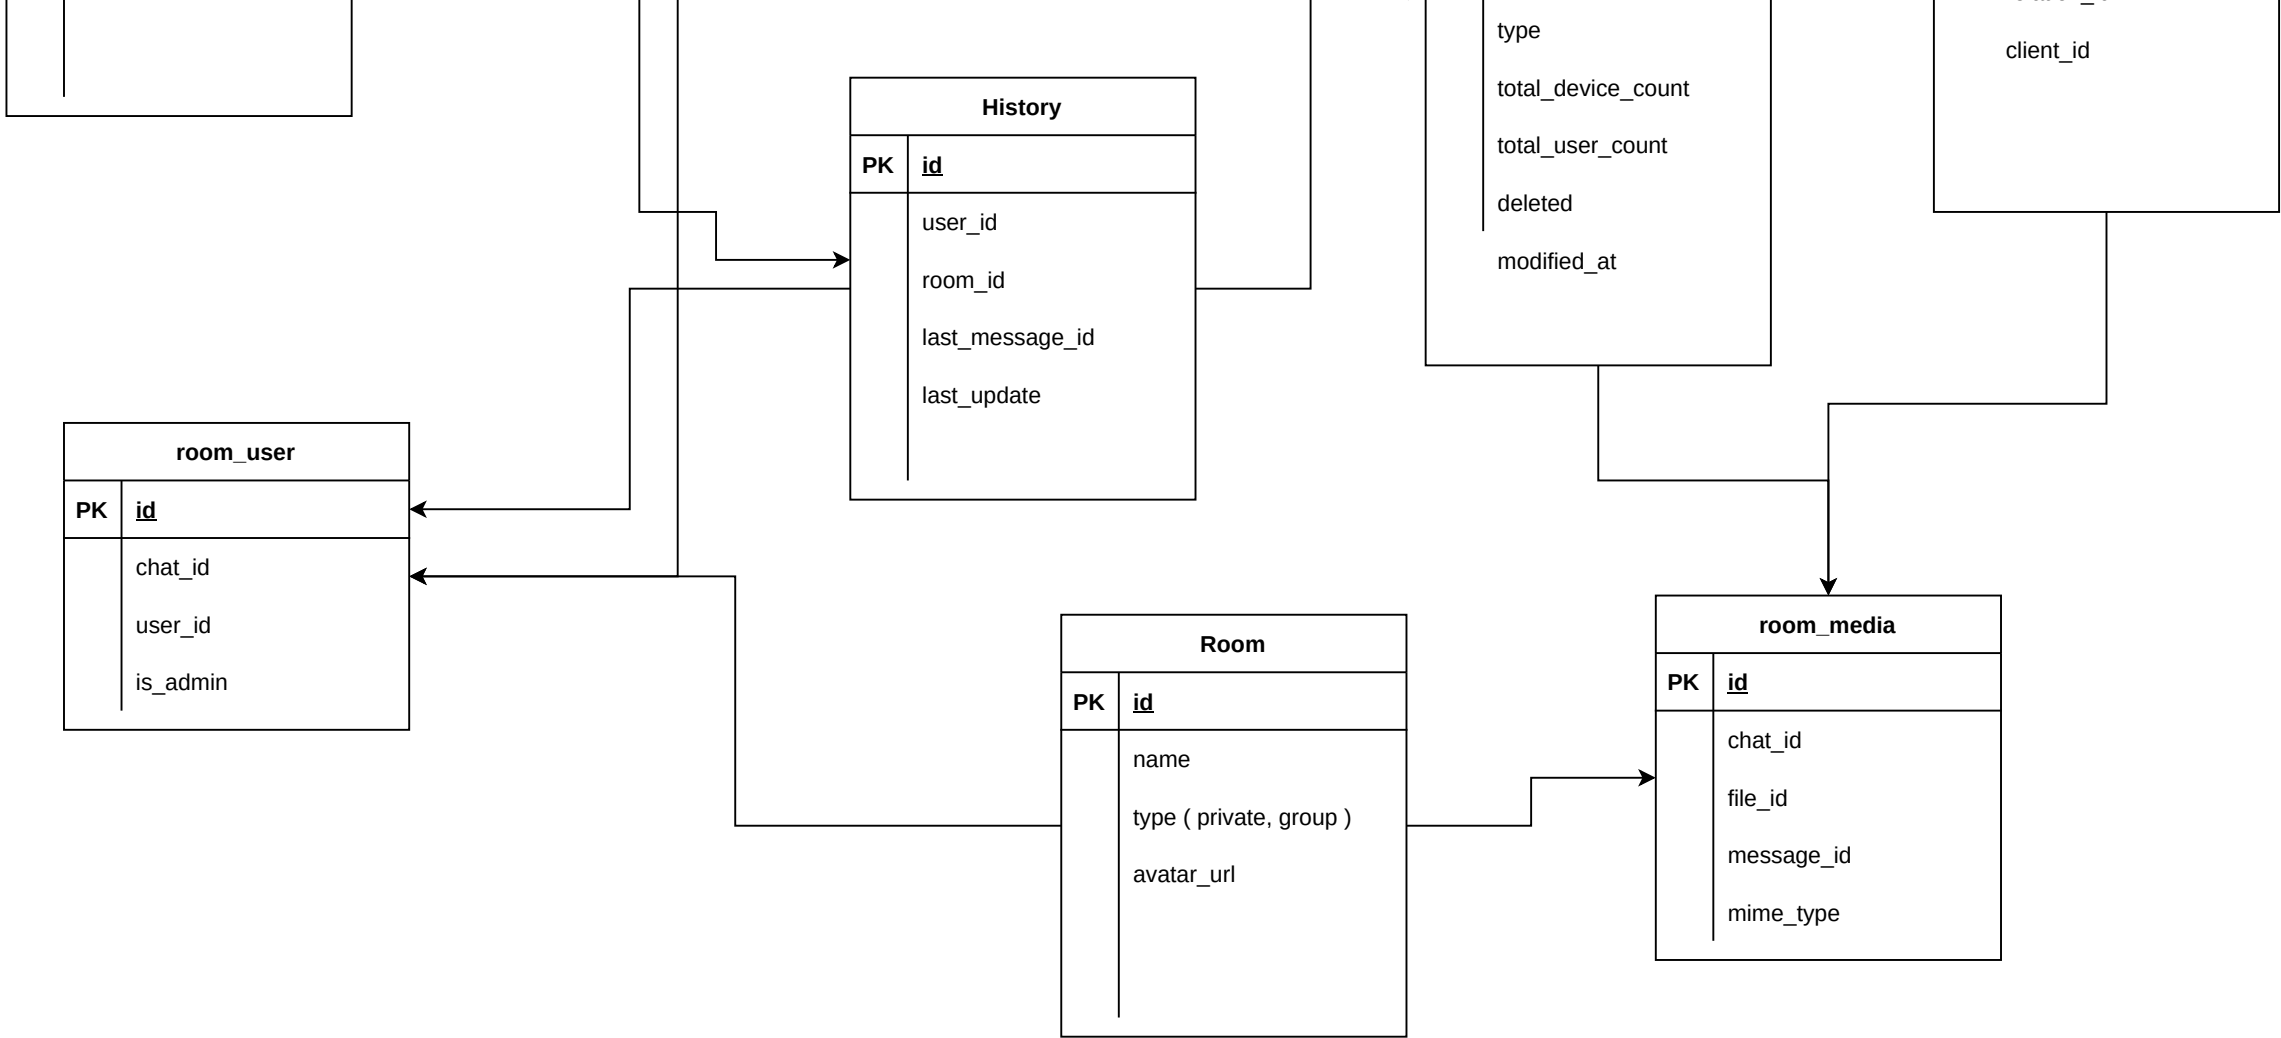 type
total_device_count
total_user_count
deleted
modified_at
client_id
History
PK id
user_id
room_id
last_message_id
last_update
room_user
PK id
chat_id
user_id
is_admin
Room
PK id
name
type ( private, group )
avatar_url
room_media
PK id
chat_id
file_id
message_id
mime_type